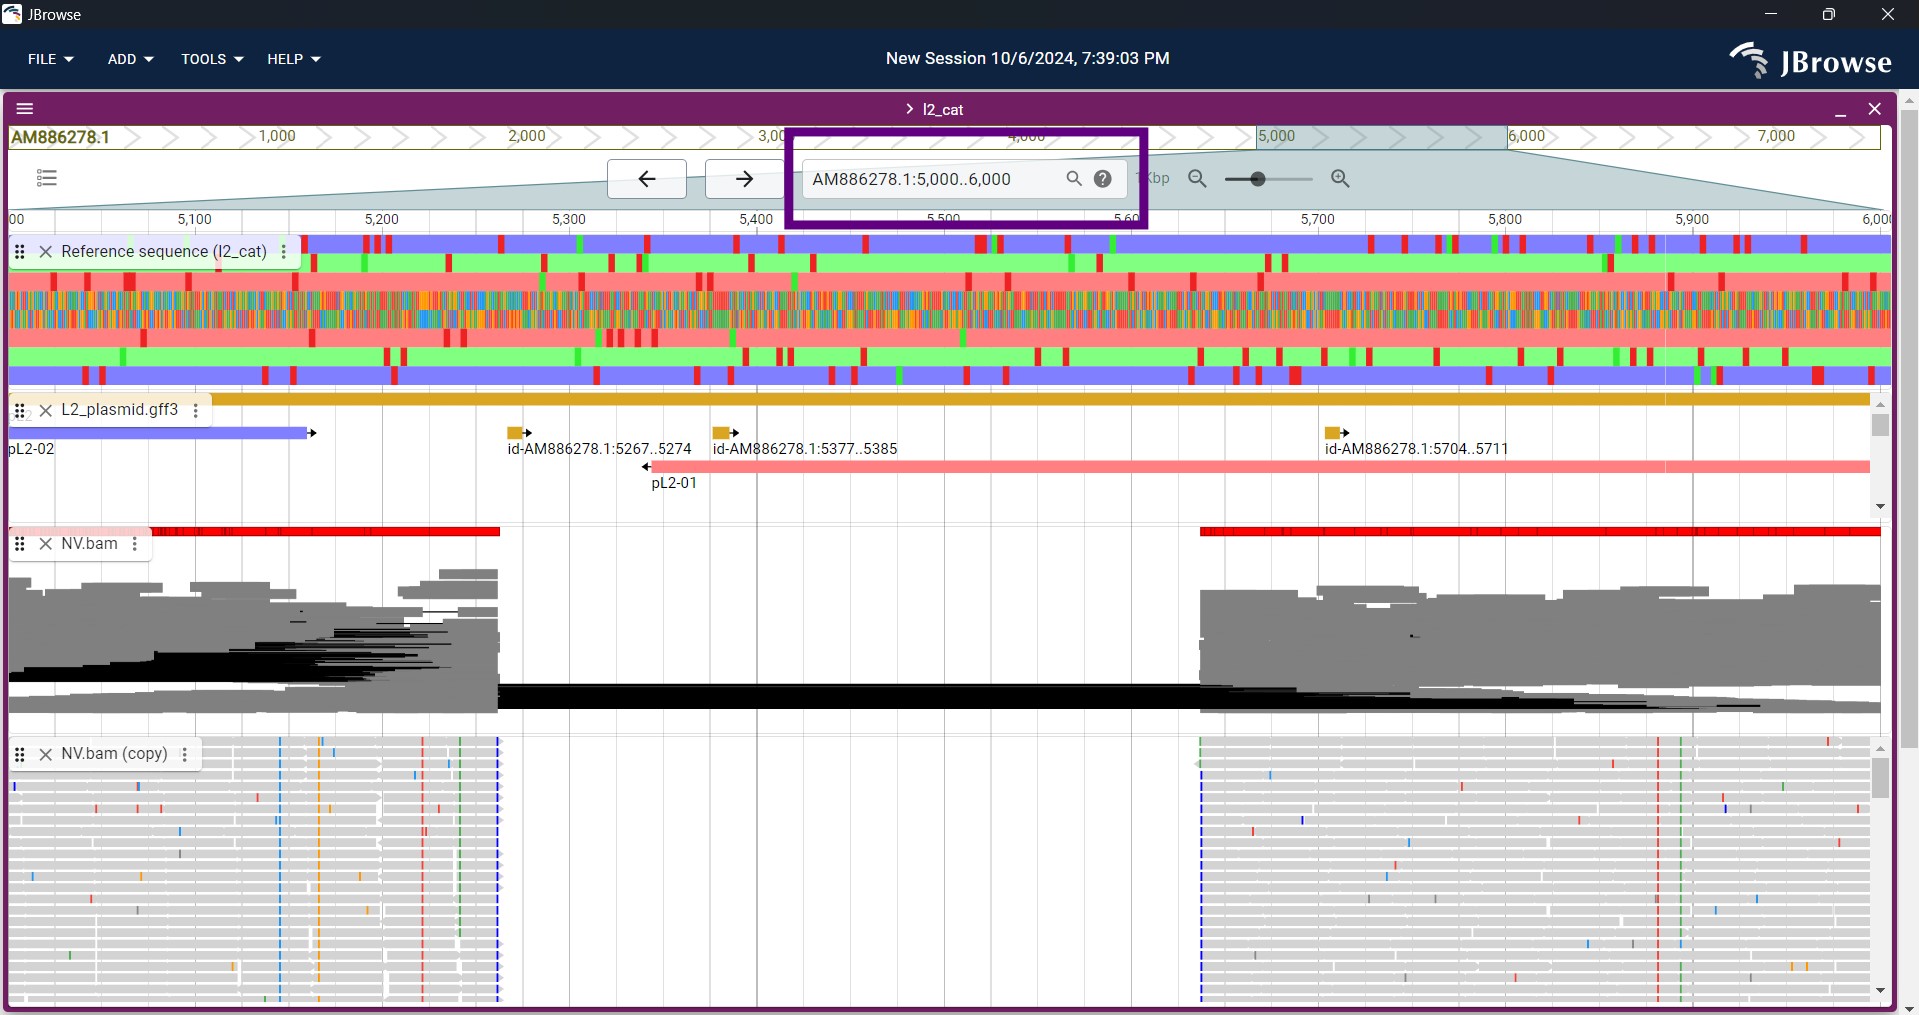 JBrowse
FILE ADD TOOLS HELP New Session 10/6/2024, 7:39:03 PM JBrowse
l2_cat
AM886278.1 1,000 2,000 3,00 4,000 5,000 6,000 7,000
AM886278.1:5,000..6,000 ? 1Kbp
00 5,100 5,200 5,300 5,400 5,500 5,600 5,700 5,800 5,900 6,000
Reference sequence (l2_cat)
L2_plasmid.gff3
pL2-02 id-AM886278.1:5267..5274 id-AM886278.1:5377..5385 id-AM886278.1:5704..5711
pL2-01
NV.bam
NV.bam (copy)